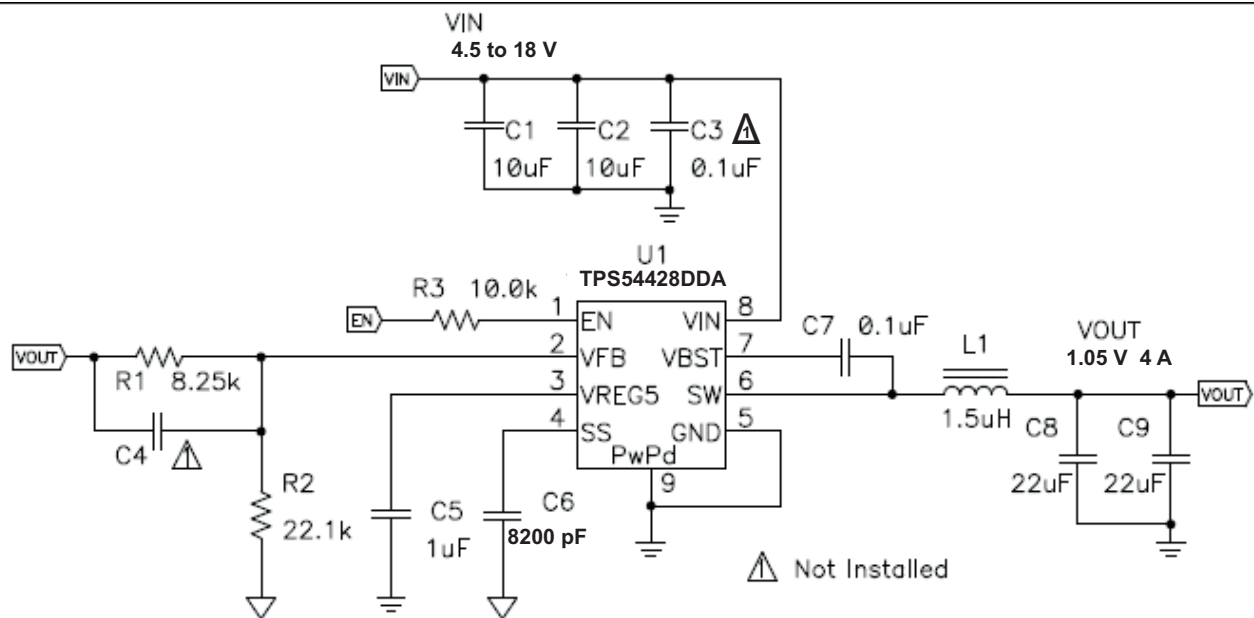 VIN
4.5 to 18 V
VIN
C1
C2
C3 1
10uF
10uF
0.1uF
U1
TPS54428DDA
R3 10.0k
EN
1
EN
VIN
8
VOUT
R1 8.25k
2
VFB
VBST
7
C7 0.1uF
L1
1.5uH
VOUT
1.05 V 4 A
VOUT
3
VREG5
SW
6
4
SS
GND
5
PwPd
9
C4 1
R2
22.1k
C5
1uF
C6
8200 pF
C8
22uF
C9
22uF
1 Not Installed